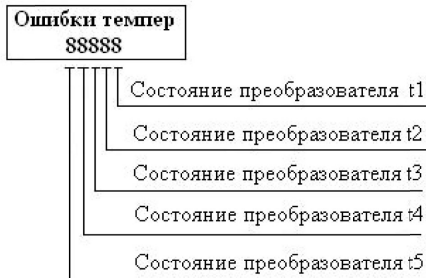 Ошибки темпер
88888
Состояние преобразователя t1
Состояние преобразователя t2
Состояние преобразователя t3
Состояние преобразователя t4
Состояние преобразователя t5